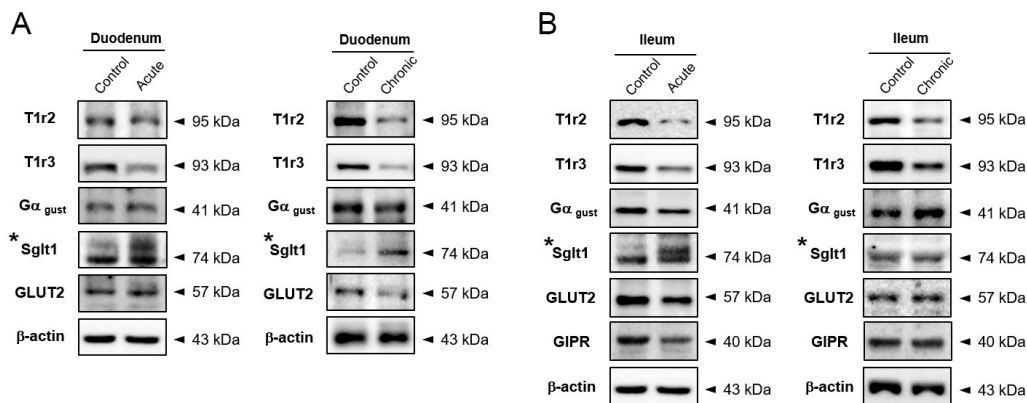 A
Duodenum
Control Acute
T1r2 95 kDa
T1r3 93 kDa
Gα gust 41 kDa
*Sglt1 74 kDa
GLUT2 57 kDa
β-actin 43 kDa
Duodenum
Control Chronic
T1r2 95 kDa
T1r3 93 kDa
Gα gust 41 kDa
*Sglt1 74 kDa
GLUT2 57 kDa
β-actin 43 kDa
B
Ileum
Control Acute
T1r2 95 kDa
T1r3 93 kDa
Gα gust 41 kDa
*Sglt1 74 kDa
GLUT2 57 kDa
GIPR 40 kDa
β-actin 43 kDa
Ileum
Control Chronic
T1r2 95 kDa
T1r3 93 kDa
Gα gust 41 kDa
*Sglt1 74 kDa
GLUT2 57 kDa
GIPR 40 kDa
β-actin 43 kDa